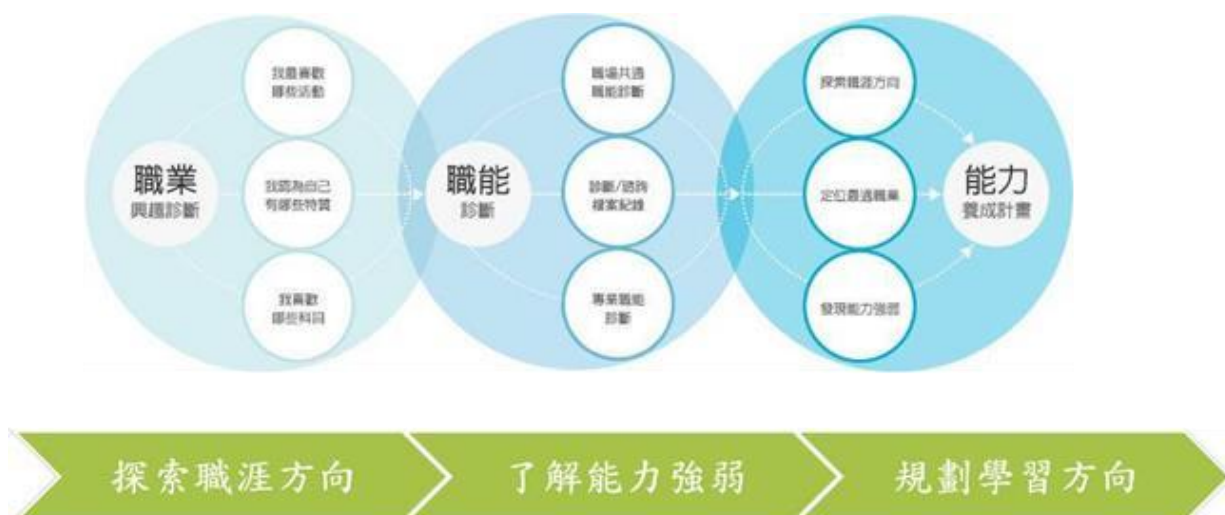 職業
興趣診斷
我最喜歡
哪些活動
我認為自己
有哪些特質
我喜歡
哪些科目
職能
診斷
職場共通
職能診斷
診斷/諮詢
檔案紀錄
專業職能
診斷
探索職涯方向
定位最適職業
發現能力強弱
能力
養成計畫
探索職涯方向
了解能力強弱
規劃學習方向